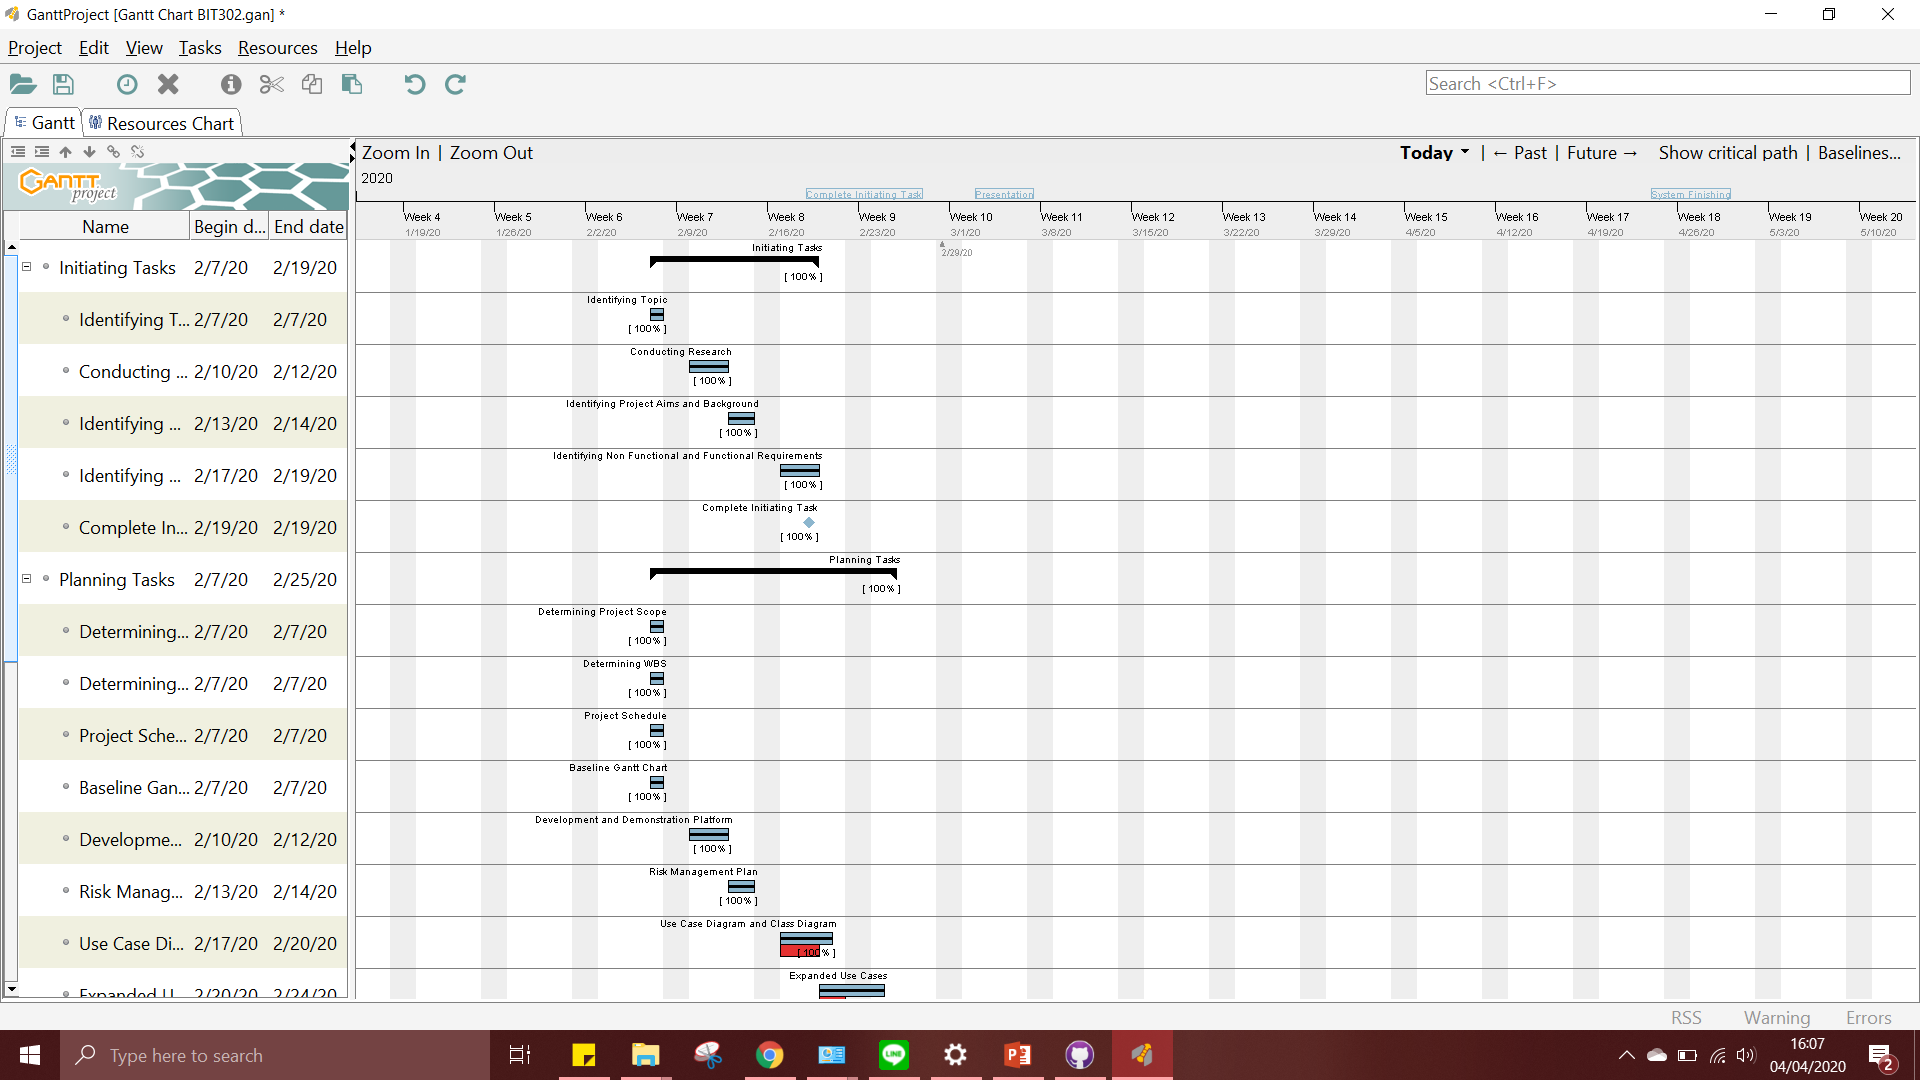 GanttProject [Gantt Chart BIT302.gan] *
Project Edit View Tasks Resources Help
Search <Ctrl+F>
Gantt Resources Chart
Zoom In | Zoom Out
Today | ← Past | Future → Show critical path | Baselines...
GANTT project
2020
Complete Initiating Task Presentation System Finishing
Name Begin d... End date
Week 4 Week 5 Week 6 Week 7 Week 8 Week 9 Week 10 Week 11 Week 12 Week 13 Week 14 Week 15 Week 16 Week 17 Week 18 Week 19 Week 20
1/19/20 1/26/20 2/2/20 2/9/20 2/16/20 2/23/20 3/1/20 3/8/20 3/15/20 3/22/20 3/29/20 4/5/20 4/12/20 4/19/20 4/26/20 5/3/20 5/10/20
2/29/20
Initiating Tasks 2/7/20 2/19/20
Initiating Tasks
[ 100% ]
Identifying T... 2/7/20 2/7/20
Identifying Topic
[ 100% ]
Conducting ... 2/10/20 2/12/20
Conducting Research
[ 100% ]
Identifying ... 2/13/20 2/14/20
Identifying Project Aims and Background
[ 100% ]
Identifying ... 2/17/20 2/19/20
Identifying Non Functional and Functional Requirements
[ 100% ]
Complete In... 2/19/20 2/19/20
Complete Initiating Task
[ 100% ]
Planning Tasks 2/7/20 2/25/20
Planning Tasks
[ 100% ]
Determining... 2/7/20 2/7/20
Determining Project Scope
[ 100% ]
Determining... 2/7/20 2/7/20
Determining WBS
[ 100% ]
Project Sche... 2/7/20 2/7/20
Project Schedule
[ 100% ]
Baseline Gan... 2/7/20 2/7/20
Baseline Gantt Chart
[ 100% ]
Developme... 2/10/20 2/12/20
Development and Demonstration Platform
[ 100% ]
Risk Manag... 2/13/20 2/14/20
Risk Management Plan
[ 100% ]
Use Case Di... 2/17/20 2/20/20
Use Case Diagram and Class Diagram
[ 100% ]
Expanded U... 2/20/20 2/24/20
Expanded Use Cases
RSS Warning Errors
Type here to search
LINE
16:07
04/04/2020
2